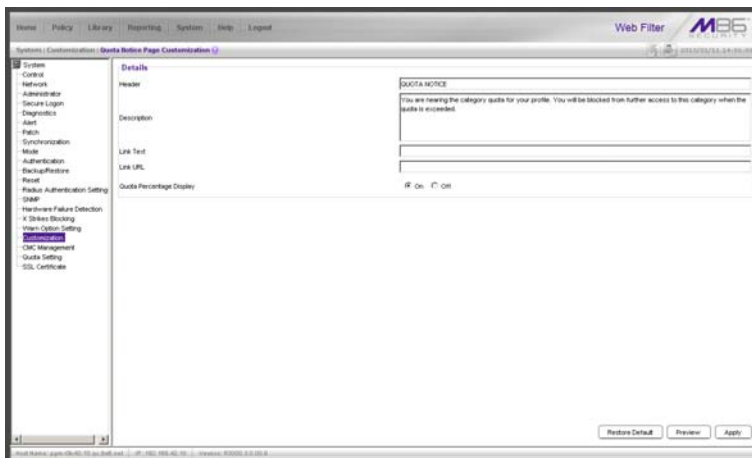 Home Policy Library Reporting System Help Logout
Web Filter
M86
SECURITY
System : Customization : Quota Notice Page Customization
System
Control
Network
Administrator
Secure Logon
Diagnostics
Alert
Patch
Synchronization
Mode
Authentication
Backup/Restore
Reset
Radius Authentication Setting
SNMP
Hardware Failure Detection
X Strikes Blocking
Warn Option Setting
Customization
CMC Management
Quota Setting
SSL Certificate
Details
Header
QUOTA NOTICE
Description
You are nearing the category quota for your profile. You will be blocked from further access to this category when the
quota is exceeded.
Link Text
Link URL
Quota Percentage Display
On Off
Restore Default Preview Apply
Host Name: IP: Version: